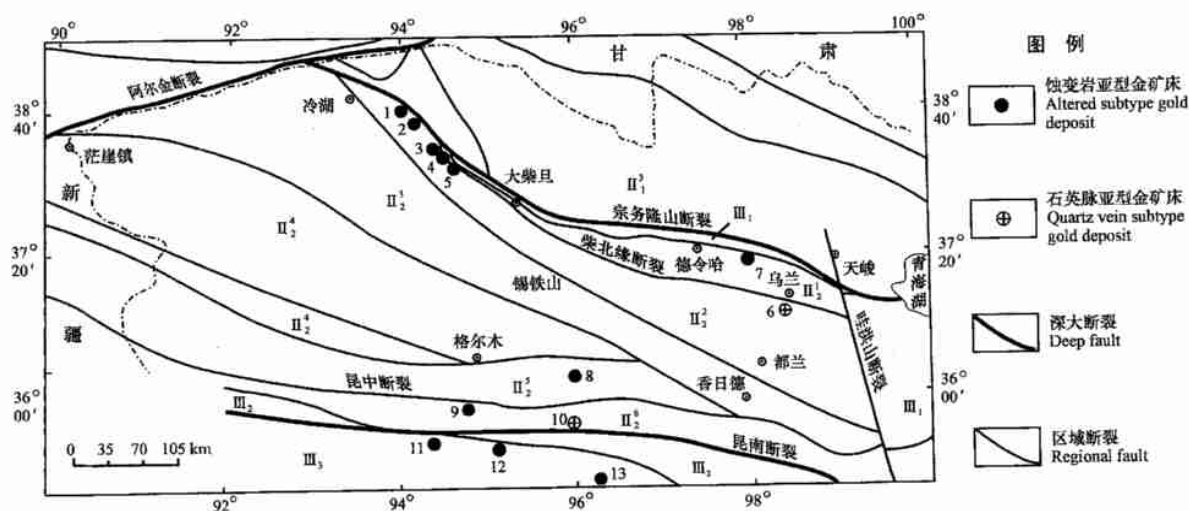 90° 92° 94° 96° 98° 100°
甘 肃
阿尔金断裂
38°
40′
冷湖
茫崖镇
新
疆
1
2
3
4
5
大柴旦
Ⅱ₁³
Ⅱ₂³
Ⅱ₂⁴
宗务隆山断裂
Ⅲ₁
柴北缘断裂
德令哈
7
天峻
青海湖
乌兰
Ⅱ₂¹
6
38°
40′
37°
20′
37°
20′
锡铁山
Ⅱ₂²
哇洪山断裂
都兰
香日德
Ⅱ₂⁴
格尔木
8
昆中断裂
Ⅱ₂⁵
36°
00′
36°
00′
Ⅲ₁
Ⅲ₂
9
10
Ⅱ₂⁶
昆南断裂
11
12
13
Ⅲ₃
Ⅲ₂
0 35 70 105 km
92° 94° 96° 98°
图 例
蚀变岩亚型金矿床
Altered subtype gold
deposit
石英脉亚型金矿床
Quartz vein subtype
gold deposit
深大断裂
Deep fault
区域断裂
Regional fault